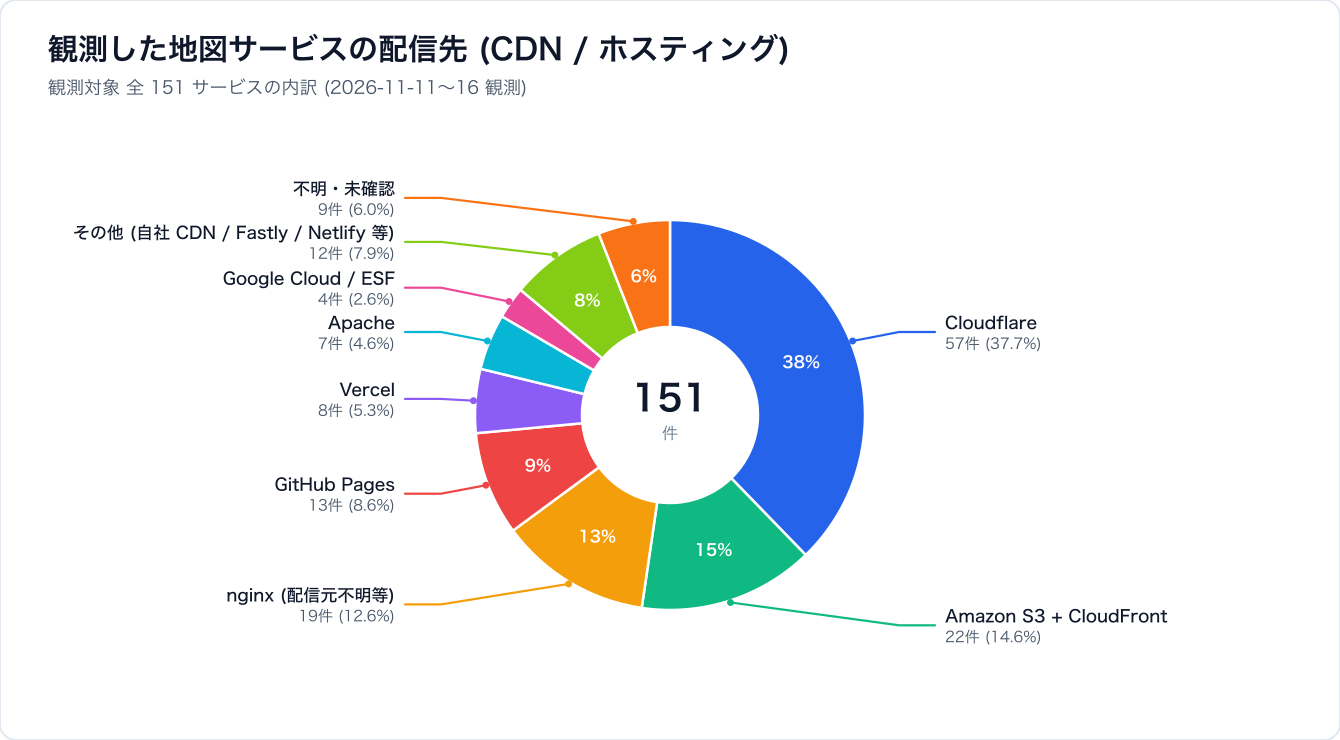 観測した地図サービスの配信先 (CDN / ホスティング)
観測対象 全 151 サービスの内訳 (2026-11-11〜16 観測)
不明・未確認
9件 (6.0%)
その他 (自社 CDN / Fastly / Netlify 等)
12件 (7.9%)
Google Cloud / ESF
4件 (2.6%)
Apache
7件 (4.6%)
Vercel
8件 (5.3%)
GitHub Pages
13件 (8.6%)
nginx (配信元不明等)
19件 (12.6%)
6%
8%
38%
151
件
9%
13%
15%
Cloudflare
57件 (37.7%)
Amazon S3 + CloudFront
22件 (14.6%)